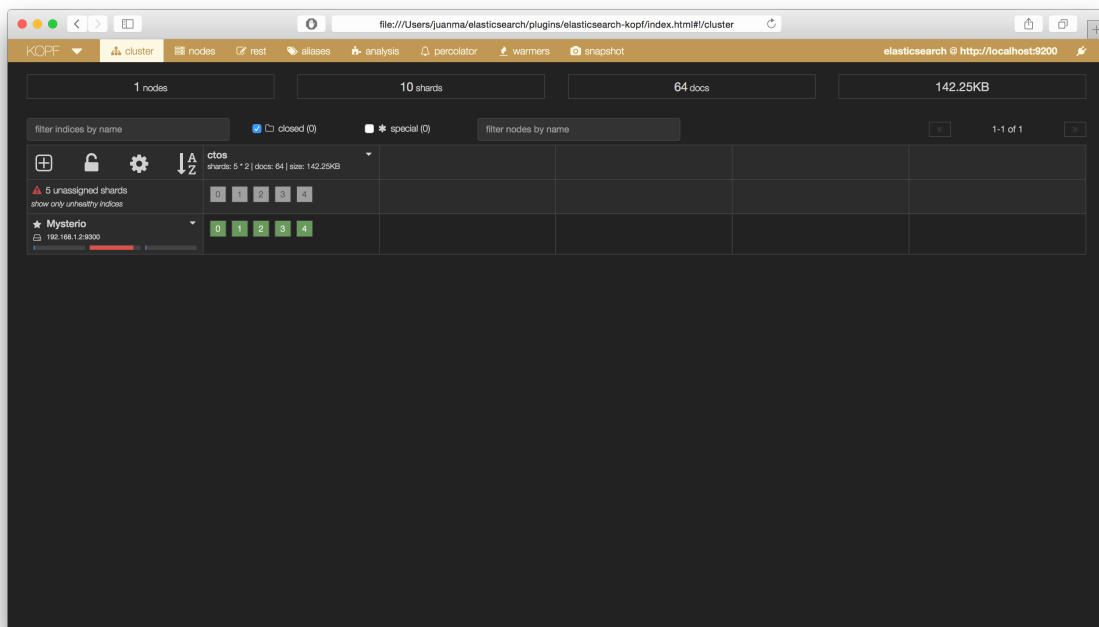 file:///Users/juanma/elasticsearch/plugins/elasticsearch-kopf/index.html#!/cluster
KOPF cluster nodes rest aliases analysis percolator warmers snapshot elasticsearch @ http://localhost:9200
1 nodes 10 shards 64 docs 142.25KB
filter indices by name closed (0) special (0) filter nodes by name « 1-1 of 1 »
A Z
ctos
shards: 5 * 2 | docs: 64 | size: 142.25KB
5 unassigned shards
show only unhealthy indices
0 1 2 3 4
Mysterio
192.168.1.2:9300
0 1 2 3 4